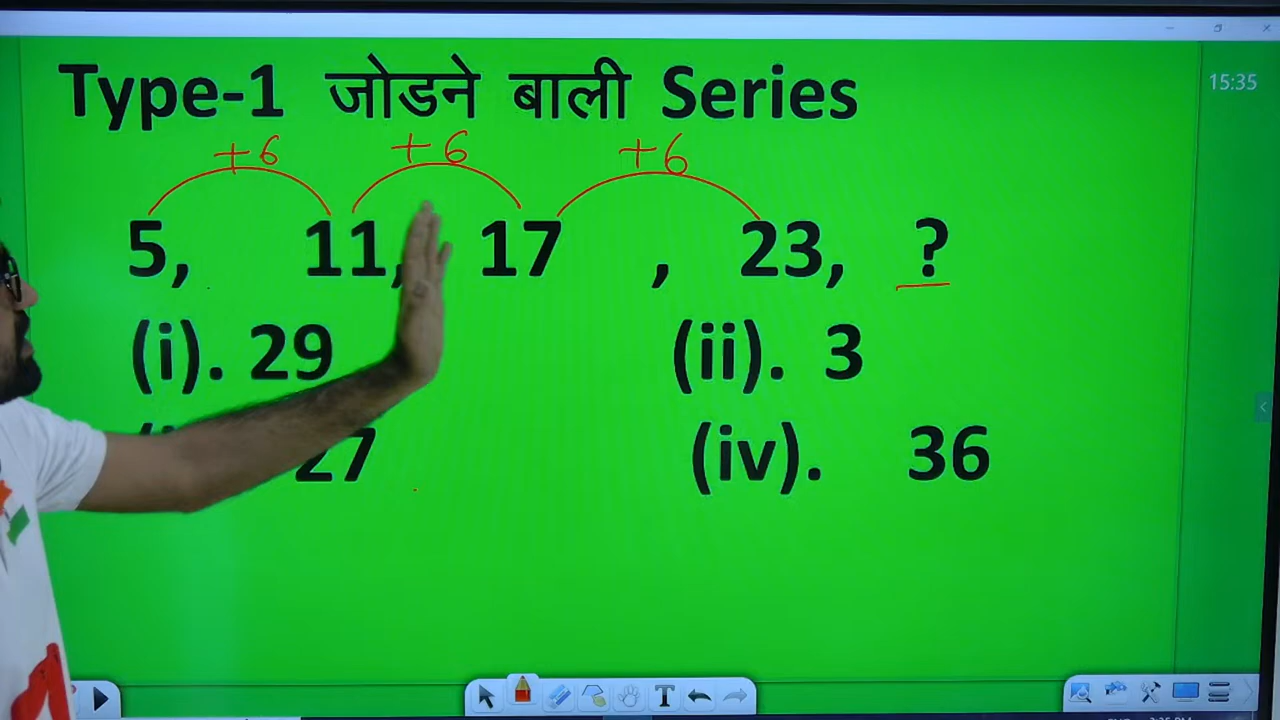 Type-1 जोडने बाली Series
15:35
+6 +6 +6
5, 11, 17 , 23, ?
(i). 29 (ii). 3
27 (iv). 36